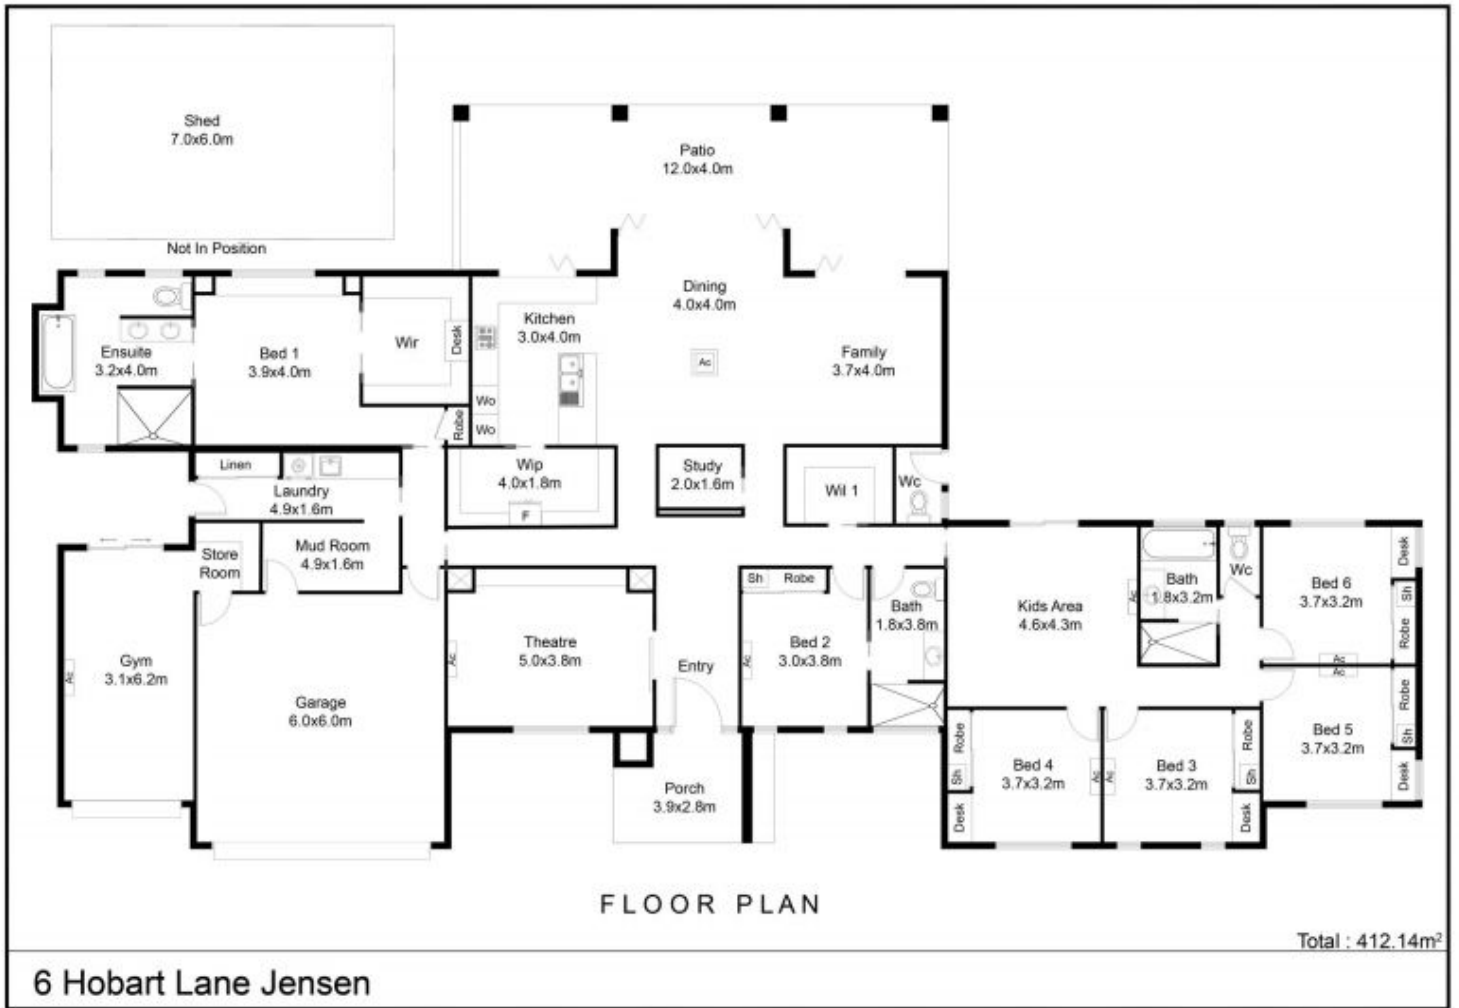 Shed
7.0x6.0m
Not In Position
Patio
12.0x4.0m
Dining
4.0x4.0m
Kitchen
3.0x4.0m
Ensuite
3.2x4.0m
Bed 1
3.9x4.0m
Wir
Desk
Ac
Family
3.7x4.0m
Wo
Wo
Robe
Linen
Laundry
4.9x1.6m
Wip
4.0x1.8m
F
Study
2.0x1.6m
Wil 1
Wc
Store
Room
Mud Room
4.9x1.6m
Gym
3.1x6.2m
Ac
Garage
6.0x6.0m
Theatre
5.0x3.8m
Ac
Entry
Sh
Robe
Bed 2
3.0x3.8m
Ac
Bath
1.8x3.8m
Kids Area
4.6x4.3m
Ac
Bath
1.8x3.2m
Wc
Bed 6
3.7x3.2m
Desk
Sh
Robe
Ac
Ac
Bed 5
3.7x3.2m
Robe
Sh
Desk
Bed 4
3.7x3.2m
Robe
Sh
Desk
Ac
Ac
Bed 3
3.7x3.2m
Robe
Sh
Desk
Porch
3.9x2.8m
FLOOR PLAN
Total : 412.14m²
6 Hobart Lane Jensen